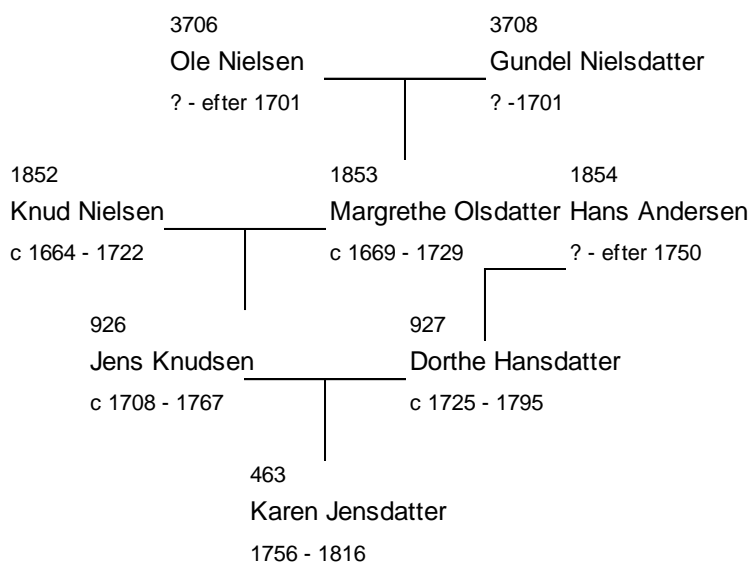 3706
Ole Nielsen
? - efter 1701
3708
Gundel Nielsdatter
? -1701
1852
Knud Nielsen
c 1664 - 1722
1853
Margrethe Olsdatter
c 1669 - 1729
1854
Hans Andersen
? - efter 1750
926
Jens Knudsen
c 1708 - 1767
927
Dorthe Hansdatter
c 1725 - 1795
463
Karen Jensdatter
1756 - 1816